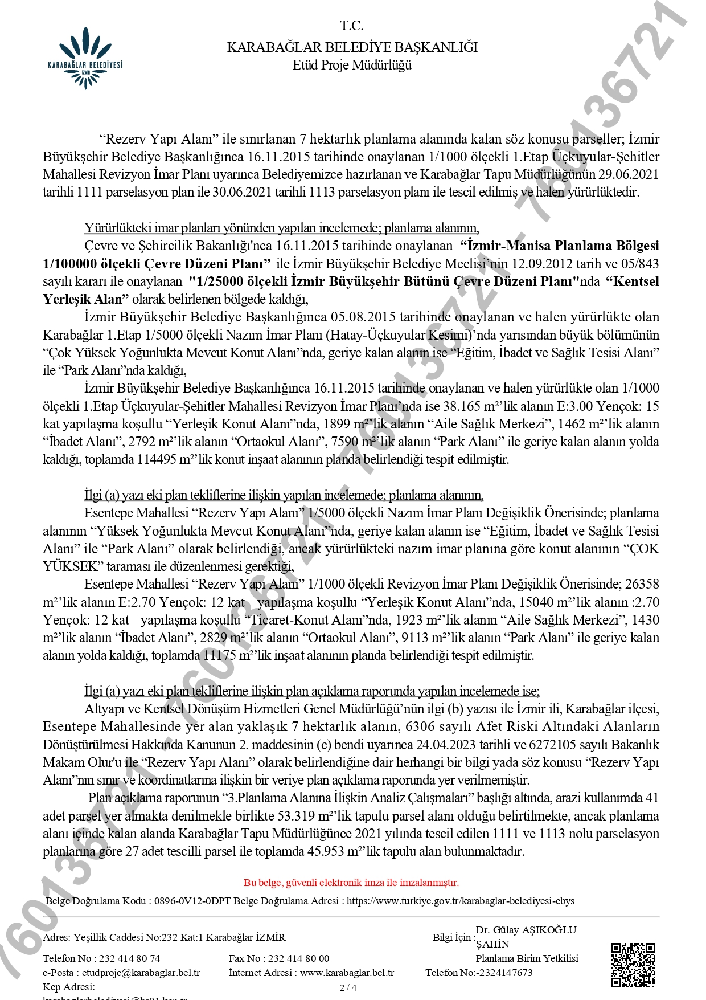 T.C.
KARABAĞLAR BELEDİYE BAŞKANLIĞI
Etüd Proje Müdürlüğü
KARABAĞLAR BELEDİYESİ
İZMİR
“Rezerv Yapı Alanı” ile sınırlanan 7 hektarlık planlama alanında kalan söz konusu parseller; İzmir
Büyükşehir Belediye Başkanlığınca 16.11.2015 tarihinde onaylanan 1/1000 ölçekli 1.Etap Üçkuyular-Şehitler
Mahallesi Revizyon İmar Planı uyarınca Belediyemizce hazırlanan ve Karabağlar Tapu Müdürlüğünün 29.06.2021
tarihli 1111 parselasyon plan ile 30.06.2021 tarihli 1113 parselasyon planı ile tescil edilmiş ve halen yürürlüktedir.
Yürürlükteki imar planları yönünden yapılan incelemede; planlama alanının,
Çevre ve Şehircilik Bakanlığı'nca 16.11.2015 tarihinde onaylanan “İzmir-Manisa Planlama Bölgesi
1/100000 ölçekli Çevre Düzeni Planı” ile İzmir Büyükşehir Belediye Meclisi’nin 12.09.2012 tarih ve 05/843
sayılı kararı ile onaylanan "1/25000 ölçekli İzmir Büyükşehir Bütünü Çevre Düzeni Planı"nda “Kentsel
Yerleşik Alan” olarak belirlenen bölgede kaldığı,
İzmir Büyükşehir Belediye Başkanlığınca 05.08.2015 tarihinde onaylanan ve halen yürürlükte olan
Karabağlar 1.Etap 1/5000 ölçekli Nazım İmar Planı (Hatay-Üçkuyular Kesimi)’nda yarısından büyük bölümünün
“Çok Yüksek Yoğunlukta Mevcut Konut Alanı”nda, geriye kalan alanın ise “Eğitim, İbadet ve Sağlık Tesisi Alanı”
ile “Park Alanı”nda kaldığı,
İzmir Büyükşehir Belediye Başkanlığınca 16.11.2015 tarihinde onaylanan ve halen yürürlükte olan 1/1000
ölçekli 1.Etap Üçkuyular-Şehitler Mahallesi Revizyon İmar Planı’nda ise 38.165 m²’lik alanın E:3.00 Yençok: 15
kat yapılaşma koşullu “Yerleşik Konut Alanı”nda, 1899 m²’lik alanın “Aile Sağlık Merkezi”, 1462 m²’lik alanın
“İbadet Alanı”, 2792 m²’lik alanın “Ortaokul Alanı”, 7590 m²’lik alanın “Park Alanı” ile geriye kalan alanın yolda
kaldığı, toplamda 114495 m²’lik konut inşaat alanının planda belirlendiği tespit edilmiştir.
İlgi (a) yazı eki plan tekliflerine ilişkin yapılan incelemede; planlama alanının,
Esentepe Mahallesi “Rezerv Yapı Alanı” 1/5000 ölçekli Nazım İmar Planı Değişiklik Önerisinde; planlama
alanının “Yüksek Yoğunlukta Mevcut Konut Alanı”nda, geriye kalan alanın ise “Eğitim, İbadet ve Sağlık Tesisi
Alanı” ile “Park Alanı” olarak belirlendiği, ancak yürürlükteki nazım imar planına göre konut alanının “ÇOK
YÜKSEK” taraması ile düzenlenmesi gerektiği,
Esentepe Mahallesi “Rezerv Yapı Alanı” 1/1000 ölçekli Revizyon İmar Planı Değişiklik Önerisinde; 26358
m²’lik alanın E:2.70 Yençok: 12 kat yapılaşma koşullu “Yerleşik Konut Alanı”nda, 15040 m²’lik alanın :2.70
Yençok: 12 kat yapılaşma koşullu “Ticaret-Konut Alanı”nda, 1923 m²’lik alanın “Aile Sağlık Merkezi”, 1430
m²’lik alanın “İbadet Alanı”, 2829 m²’lik alanın “Ortaokul Alanı”, 9113 m²’lik alanın “Park Alanı” ile geriye kalan
alanın yolda kaldığı, toplamda 11175 m²’lik inşaat alanının planda belirlendiği tespit edilmiştir.
İlgi (a) yazı eki plan tekliflerine ilişkin plan açıklama raporunda yapılan incelemede ise;
Altyapı ve Kentsel Dönüşüm Hizmetleri Genel Müdürlüğü’nün ilgi (b) yazısı ile İzmir ili, Karabağlar ilçesi,
Esentepe Mahallesinde yer alan yaklaşık 7 hektarlık alanın, 6306 sayılı Afet Riski Altındaki Alanların
Dönüştürülmesi Hakkında Kanunun 2. maddesinin (c) bendi uyarınca 24.04.2023 tarihli ve 6272105 sayılı Bakanlık
Makam Olur'u ile “Rezerv Yapı Alanı” olarak belirlendiğine dair herhangi bir bilgi yada söz konusu “Rezerv Yapı
Alanı”nın sınır ve koordinatlarına ilişkin bir veriye plan açıklama raporunda yer verilmemiştir.
Plan açıklama raporunun “3.Planlama Alanına İlişkin Analiz Çalışmaları” başlığı altında, arazi kullanımda 41
adet parsel yer almakta denilmekle birlikte 53.319 m²’lik tapulu parsel alanı olduğu belirtilmekte, ancak planlama
alanı içinde kalan alanda Karabağlar Tapu Müdürlüğünce 2021 yılında tescil edilen 1111 ve 1113 nolu parselasyon
planlarına göre 27 adet tescilli parsel ile toplamda 45.953 m²’lik tapulu alan bulunmaktadır.
760136721 - 760136721 - 760136721 - 760136721
Bu belge, güvenli elektronik imza ile imzalanmıştır.
Belge Doğrulama Kodu : 0896-0V12-0DPT Belge Doğrulama Adresi : https://www.turkiye.gov.tr/karabaglar-belediyesi-ebys
Adres: Yeşillik Caddesi No:232 Kat:1 Karabağlar İZMİR
Bilgi İçin : Dr. Gülay AŞIKOĞLU
ŞAHİN
Telefon No : 232 414 80 74 Fax No : 232 414 80 00 Planlama Birim Yetkilisi
e-Posta : etudproje@karabaglar.bel.tr İnternet Adresi : www.karabaglar.bel.tr Telefon No:-2324147673
Kep Adresi: 2 / 4